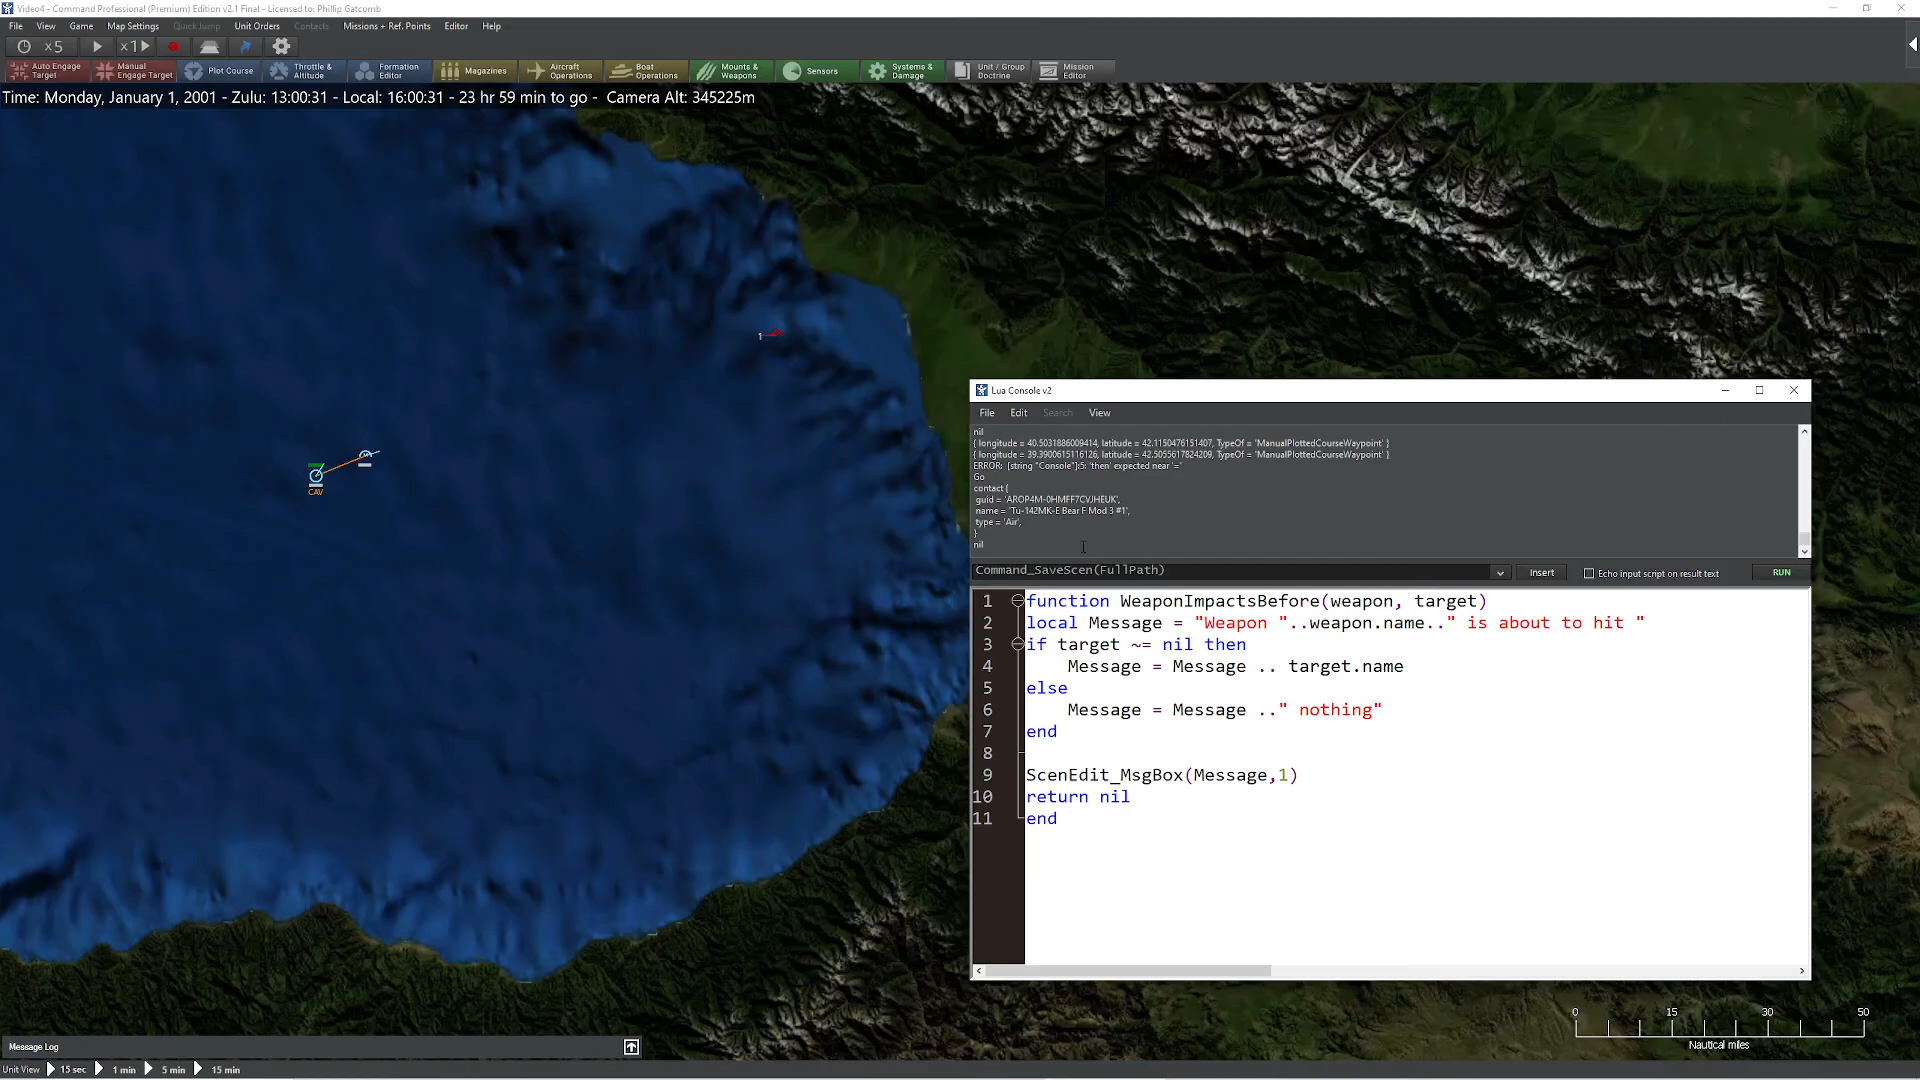 Video4 - Command Professional (Premium) Edition v2.1 Final - Licensed to: Phillip Gatcomb
File View Game Map Settings Quick Jump Unit Orders Contacts Missions + Ref. Points Editor Help
x5 x1
Auto Engage Target
Manual Engage Target
Plot Course
Throttle & Altitude
Formation Editor
Magazines
Aircraft Operations
Boat Operations
Mounts & Weapons
Sensors
Systems & Damage
Unit / Group Doctrine
Mission Editor
Time: Monday, January 1, 2001 - Zulu: 13:00:31 - Local: 16:00:31 - 23 hr 59 min to go - Camera Alt: 345225m
1
CAV
Lua Console v2
File Edit Search View
nil
{ longitude = 40.5031886009414, latitude = 42.1150476151407, TypeOf = 'ManualPlottedCourseWaypoint' }
{ longitude = 39.3900615116126, latitude = 42.5055617824209, TypeOf = 'ManualPlottedCourseWaypoint' }
ERROR: [string "Console"]:5: 'then' expected near '='
Go
contact {
guid = 'AROP4M-0HMFF7CVJHEUK',
name = 'Tu-142MK-E Bear F Mod 3 #1',
type = 'Air',
}
nil
Command_SaveScen(FullPath)
Insert
Echo input script on result text
RUN
1 function WeaponImpactsBefore(weapon, target)
2 local Message = "Weapon "..weapon.name.." is about to hit "
3 if target ~= nil then
4 Message = Message .. target.name
5 else
6 Message = Message .." nothing"
7 end
8
9 ScenEdit_MsgBox(Message,1)
10 return nil
11 end
0 15 30 50
Nautical miles
Message Log
Unit View 15 sec 1 min 5 min 15 min